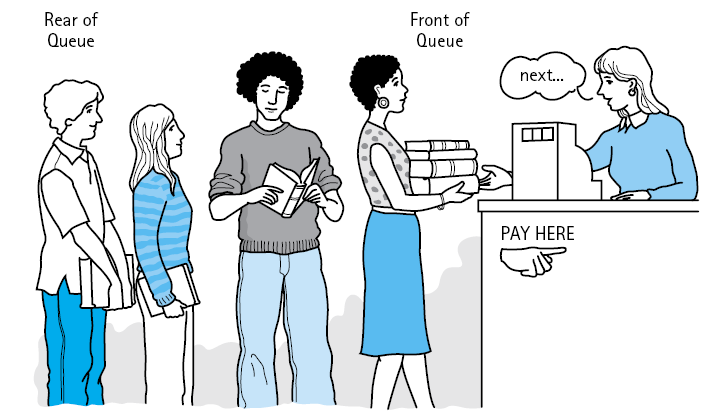 Rear of
Queue
Front of
Queue
next...
PAY HERE